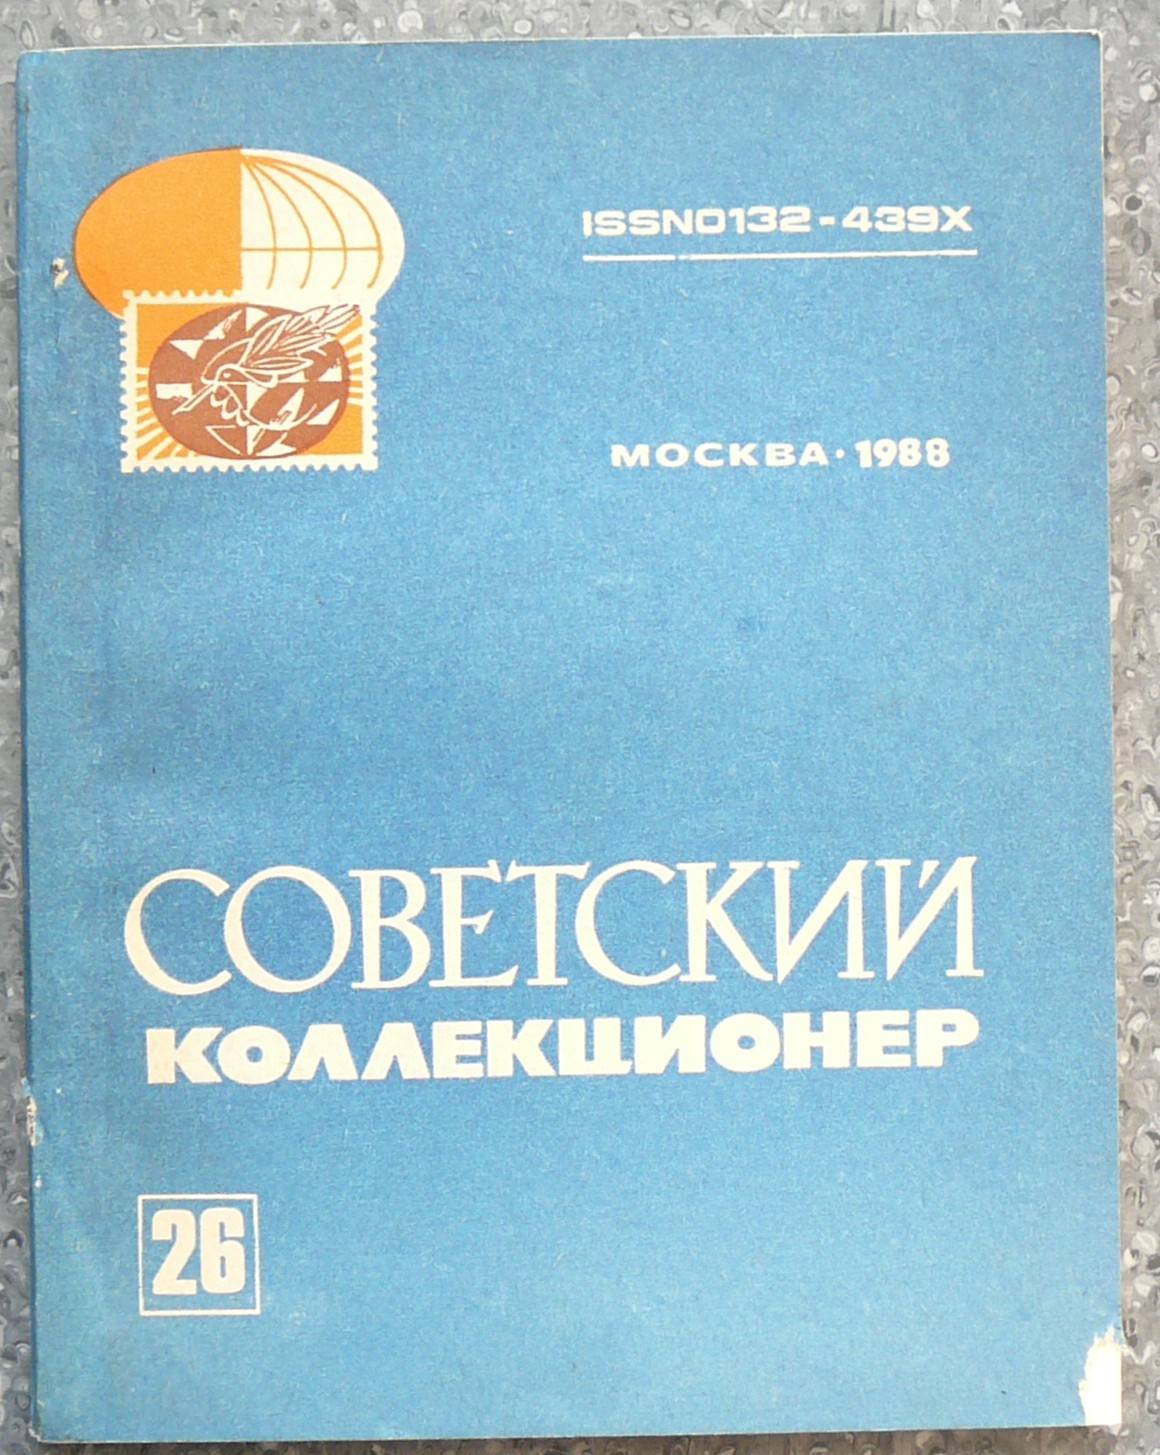 ISSN0132-439X
МОСКВА·1988
СОВЕТСКИЙ
КОЛЛЕКЦИОНЕР
26